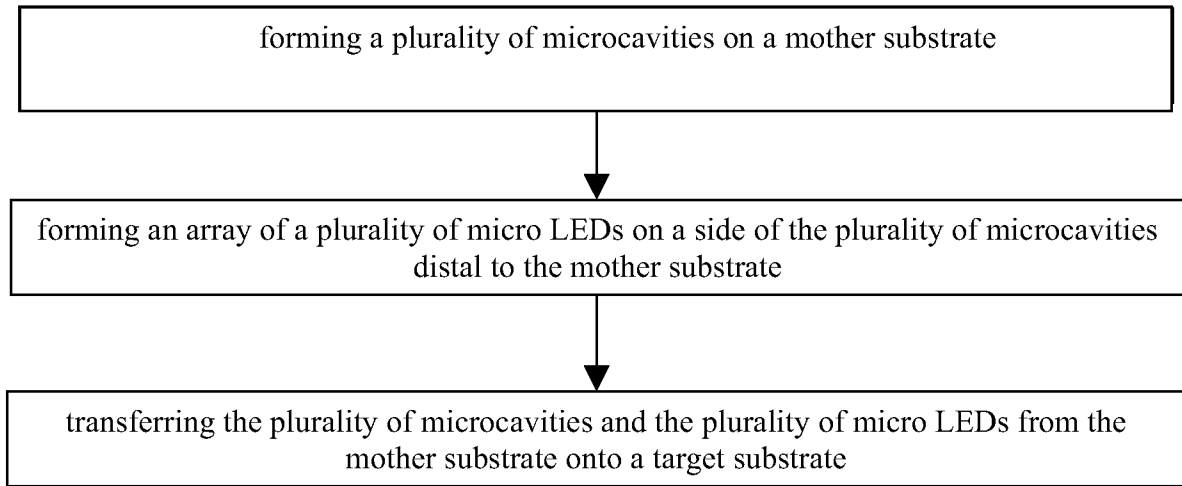 forming a plurality of microcavities on a mother substrate
forming an array of a plurality of micro LEDs on a side of the plurality of microcavities
distal to the mother substrate
transferring the plurality of microcavities and the plurality of micro LEDs from the
mother substrate onto a target substrate